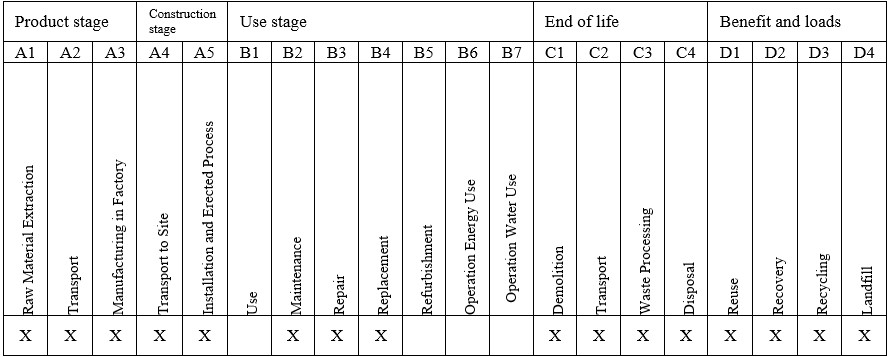 Product stage Construction stage Use stage End of life Benefit and loads
A1 A2 A3 A4 A5 B1 B2 B3 B4 B5 B6 B7 C1 C2 C3 C4 D1 D2 D3 D4
Raw Material Extraction
Transport
Manufacturing in Factory
Transport to Site
Installation and Erected Process
Use
Maintenance
Repair
Replacement
Refurbishment
Operation Energy Use
Operation Water Use
Demolition
Transport
Waste Processing
Disposal
Reuse
Recovery
Recycling
Landfill
X X X X X X X X X X X X X X X X